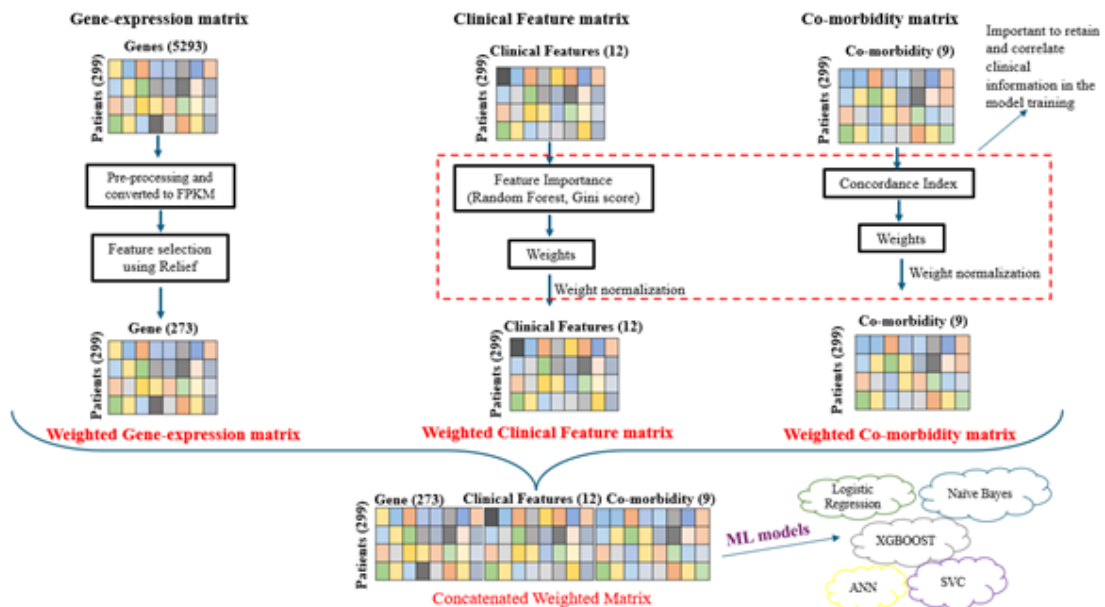 Gene-expression matrix
Genes (5293)
Patients (299)
Pre-processing and
converted to FPKM
Feature selection
using Relief
Gene (273)
Patients (299)
Weighted Gene-expression matrix
Clinical Feature matrix
Clinical Features (12)
Patients (299)
Feature Importance
(Random Forest, Gini score)
Weights
Weight normalization
Clinical Features (12)
Patients (299)
Weighted Clinical Feature matrix
Co-morbidity matrix
Co-morbidity (9)
Patients (299)
Concordance Index
Weights
Weight normalization
Co-morbidity (9)
Patients (299)
Weighted Co-morbidity matrix
Important to retain
and correlate
clinical
information in the
model training
Gene (273)
Clinical Features (12)
Co-morbidity (9)
Patients (299)
Concatenated Weighted Matrix
ML models
Logistic
Regression
Naïve Bayes
XGBOOST
ANN
SVC